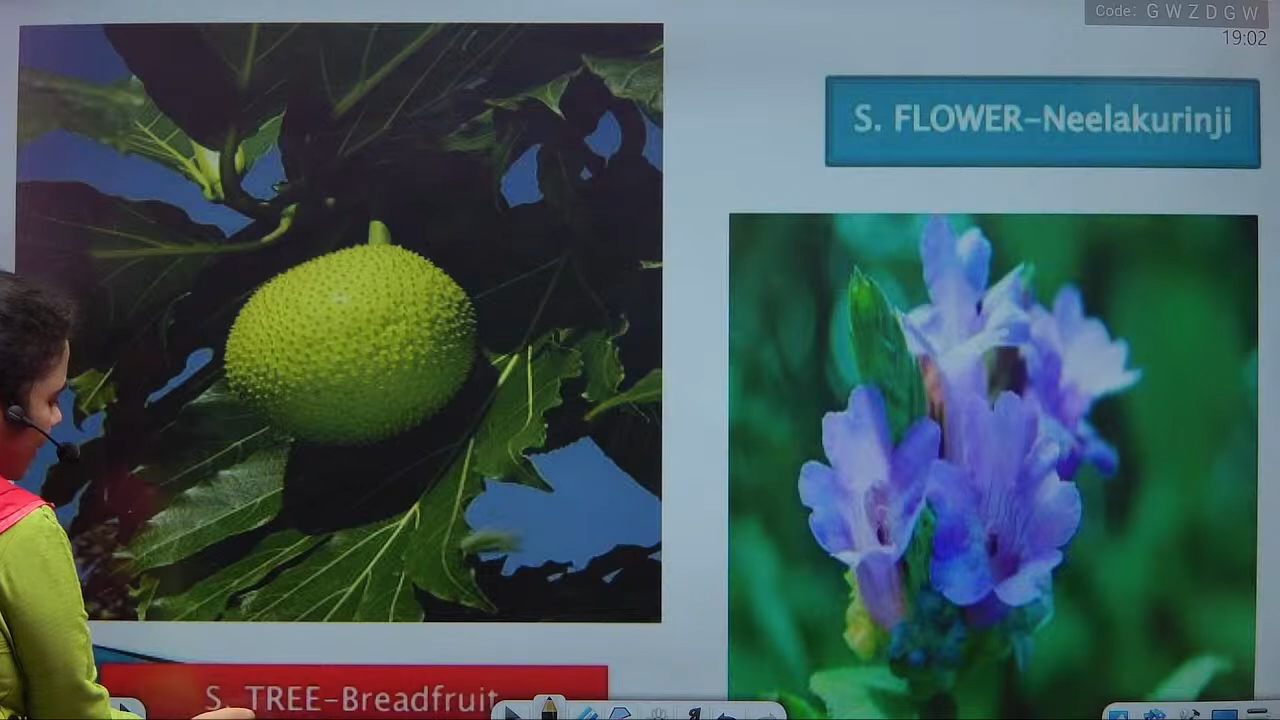 Code: G W Z D G W
19:02
S. FLOWER-Neelakurinji
S. TREE-Breadfruit